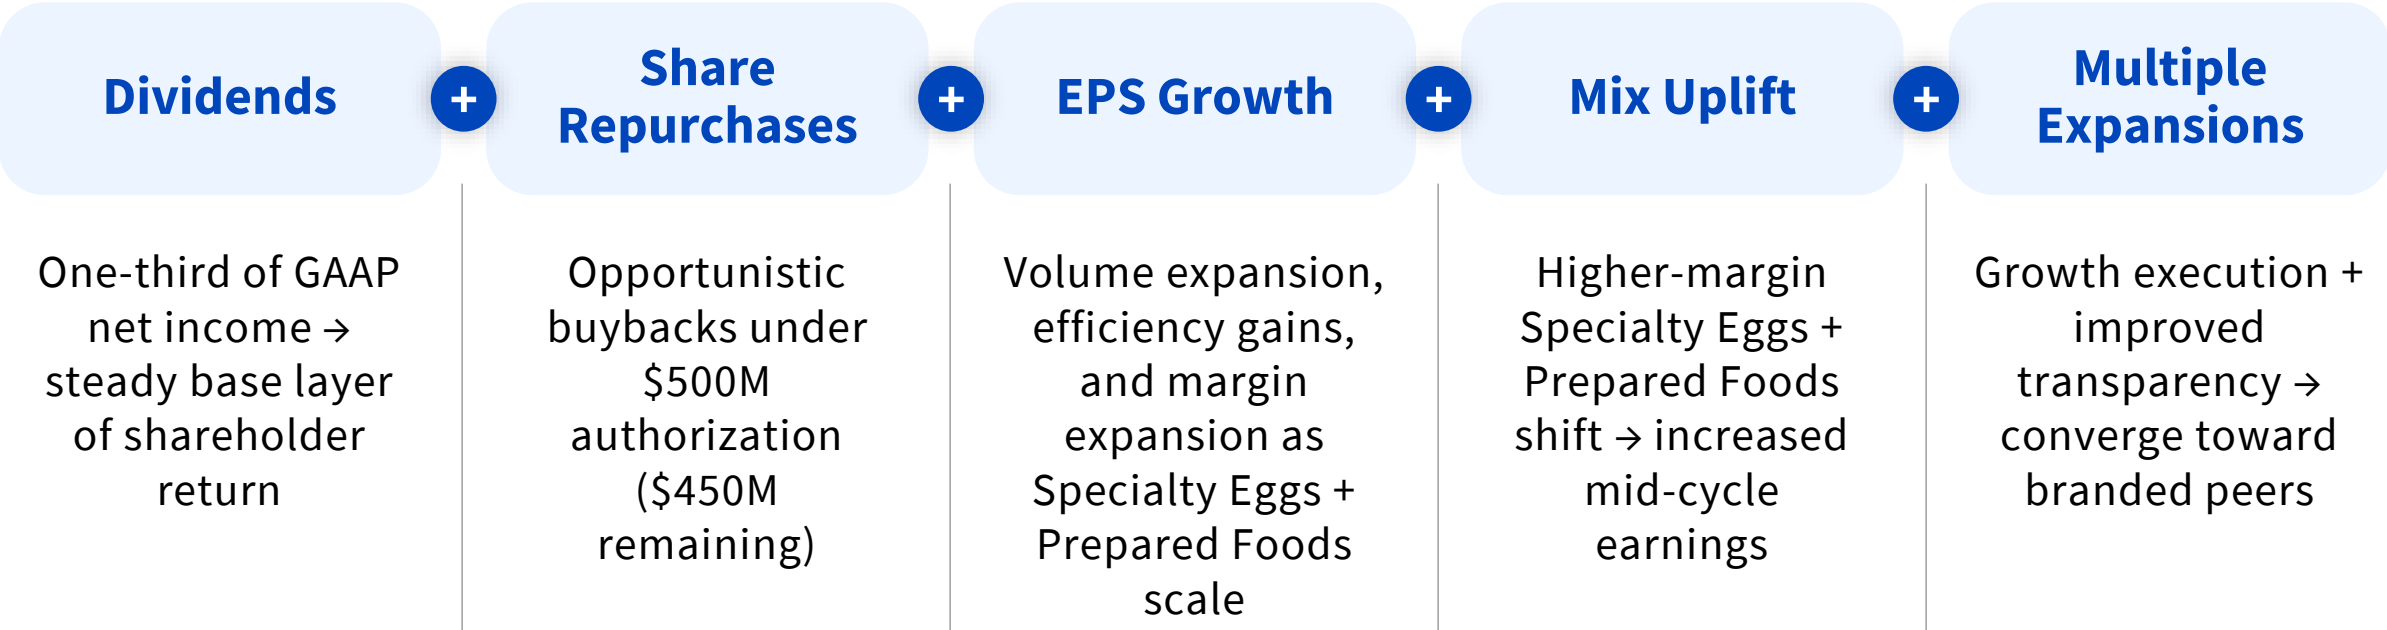 Dividends
+
Share
Repurchases
+
EPS Growth
+
Mix Uplift
+
Multiple
Expansions
One-third of GAAP
net income →
steady base layer
of shareholder
return
Opportunistic
buybacks under
$500M
authorization
($450M
remaining)
Volume expansion,
efficiency gains,
and margin
expansion as
Specialty Eggs +
Prepared Foods
scale
Higher-margin
Specialty Eggs +
Prepared Foods
shift → increased
mid-cycle
earnings
Growth execution +
improved
transparency →
converge toward
branded peers